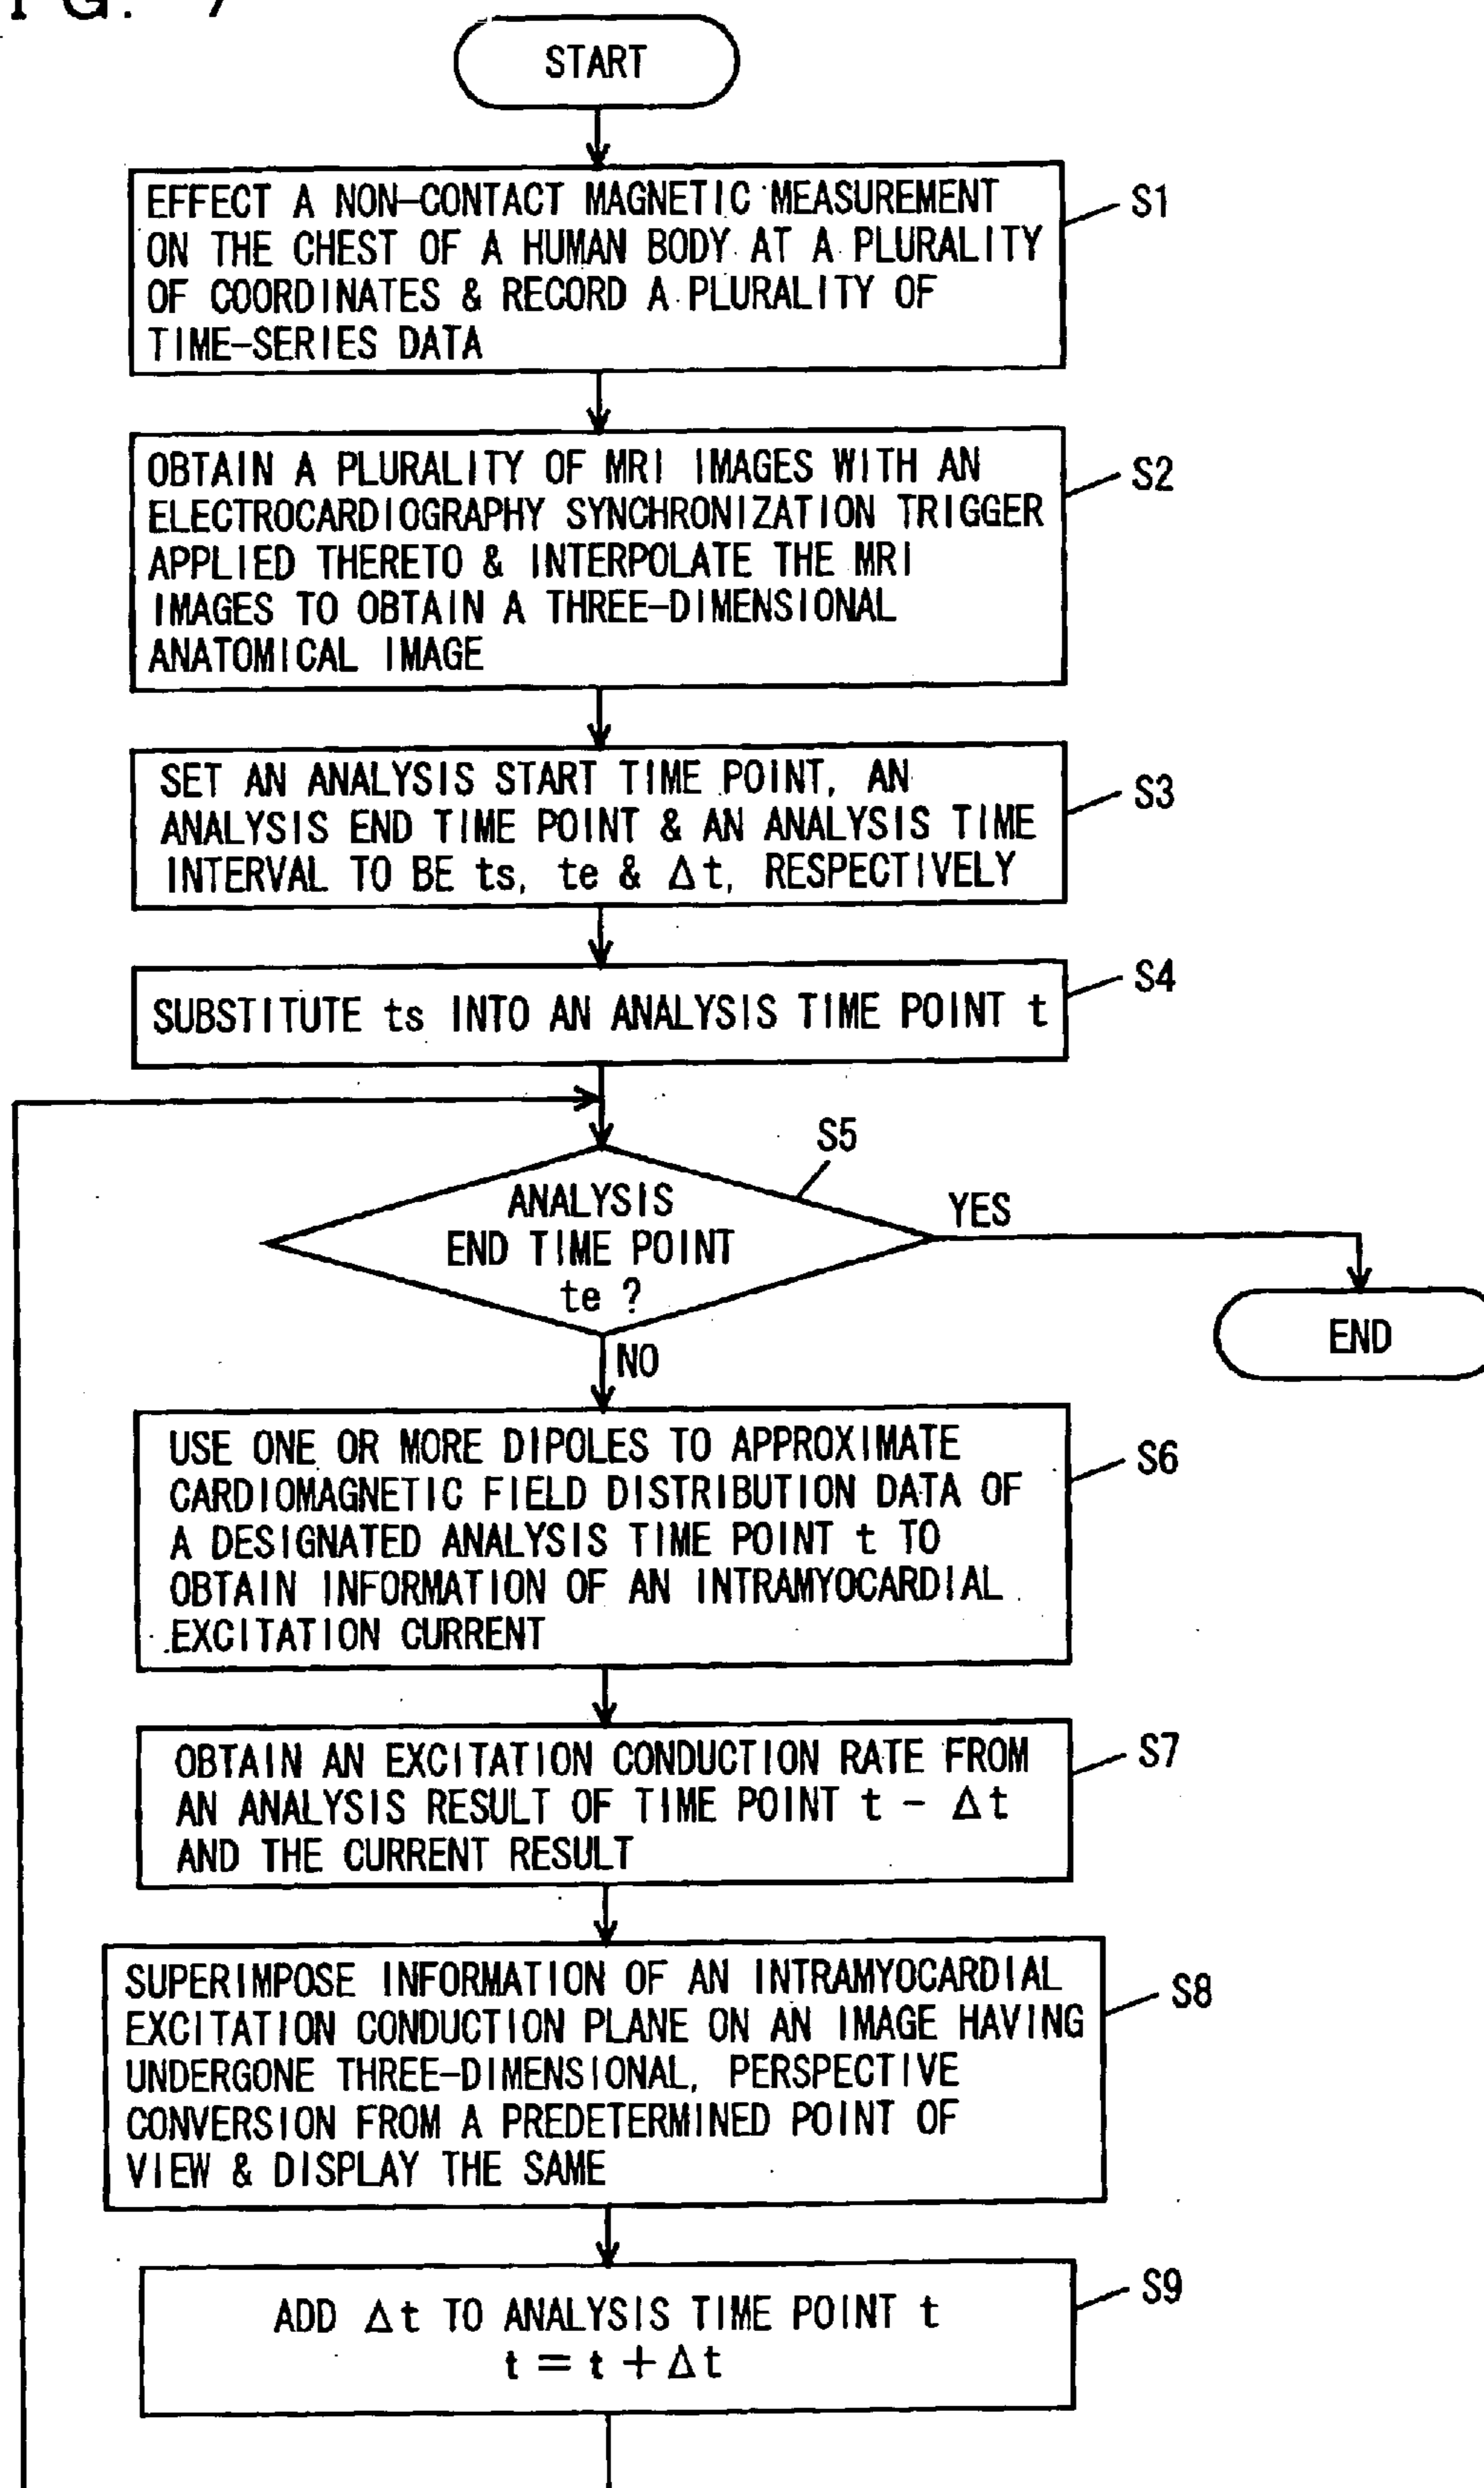 FIG. 7
START
EFFECT A NON-CONTACT MAGNETIC MEASUREMENT
ON THE CHEST OF A HUMAN BODY AT A PLURALITY
OF COORDINATES & RECORD A PLURALITY OF
TIME-SERIES DATA
S1
OBTAIN A PLURALITY OF MRI IMAGES WITH AN
ELECTROCARDIOGRAPHY SYNCHRONIZATION TRIGGER
APPLIED THERETO & INTERPOLATE THE MRI
IMAGES TO OBTAIN A THREE-DIMENSIONAL
ANATOMICAL IMAGE
S2
SET AN ANALYSIS START TIME POINT, AN
ANALYSIS END TIME POINT & AN ANALYSIS TIME
INTERVAL TO BE ts, te & Δt, RESPECTIVELY
S3
SUBSTITUTE ts INTO AN ANALYSIS TIME POINT t
S4
S5
ANALYSIS
END TIME POINT
te ?
YES
END
NO
USE ONE OR MORE DIPOLES TO APPROXIMATE
CARDIOMAGNETIC FIELD DISTRIBUTION DATA OF
A DESIGNATED ANALYSIS TIME POINT t TO
OBTAIN INFORMATION OF AN INTRAMYOCARDIAL
EXCITATION CURRENT
S6
OBTAIN AN EXCITATION CONDUCTION RATE FROM
AN ANALYSIS RESULT OF TIME POINT t - Δt
AND THE CURRENT RESULT
S7
SUPERIMPOSE INFORMATION OF AN INTRAMYOCARDIAL
EXCITATION CONDUCTION PLANE ON AN IMAGE HAVING
UNDERGONE THREE-DIMENSIONAL, PERSPECTIVE
CONVERSION FROM A PREDETERMINED POINT OF
VIEW & DISPLAY THE SAME
S8
ADD Δt TO ANALYSIS TIME POINT t
t = t + Δt
S9